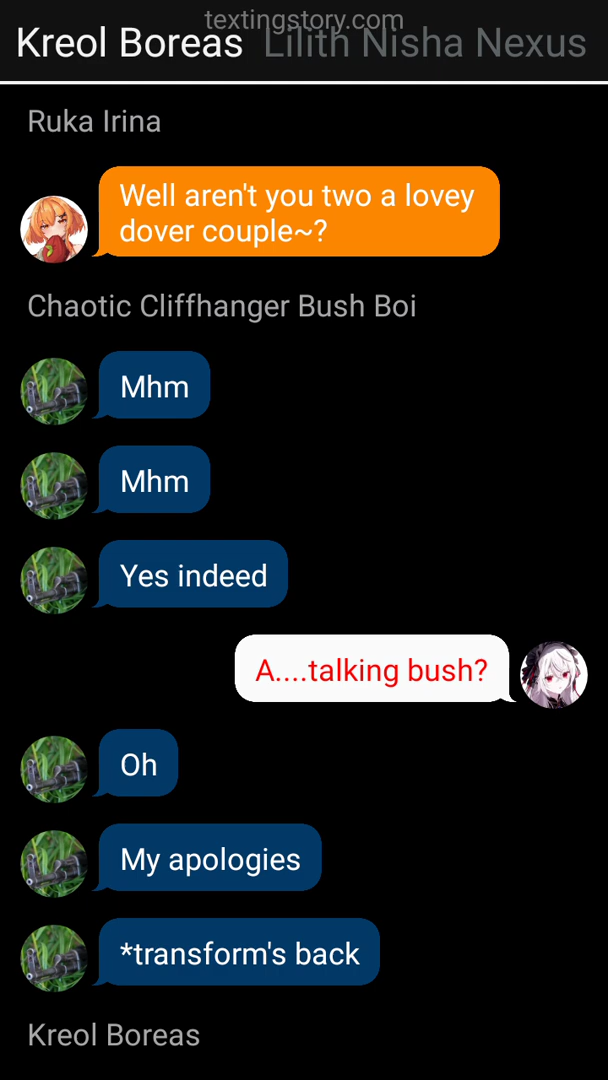 textingstory.com
Kreol Boreas Lilith Nisha Nexus
Ruka Irina
Well aren't you two a lovey
dover couple~?
Chaotic Cliffhanger Bush Boi
Mhm
Mhm
Yes indeed
A....talking bush?
Oh
My apologies
*transform's back
Kreol Boreas